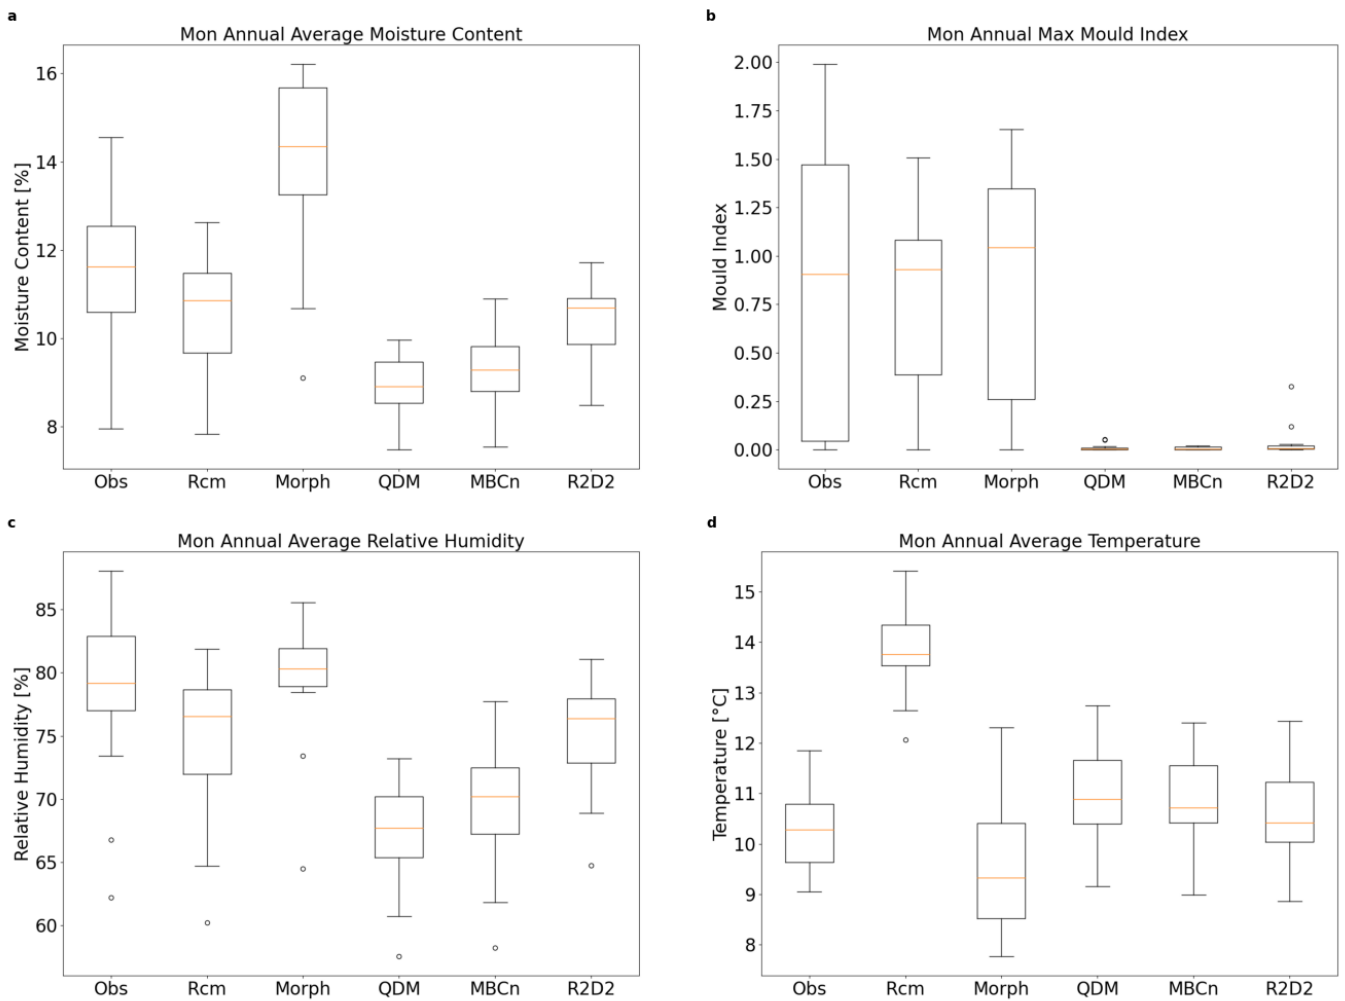 a
Mon Annual Average Moisture Content
Moisture Content [%]
16
14
12
10
8
Obs Rcm Morph QDM MBCn R2D2
b
Mon Annual Max Mould Index
Mould Index
2.00
1.75
1.50
1.25
1.00
0.75
0.50
0.25
0.00
Obs Rcm Morph QDM MBCn R2D2
c
Mon Annual Average Relative Humidity
Relative Humidity [%]
85
80
75
70
65
60
Obs Rcm Morph QDM MBCn R2D2
d
Mon Annual Average Temperature
Temperature [°C]
15
14
13
12
11
10
9
8
Obs Rcm Morph QDM MBCn R2D2